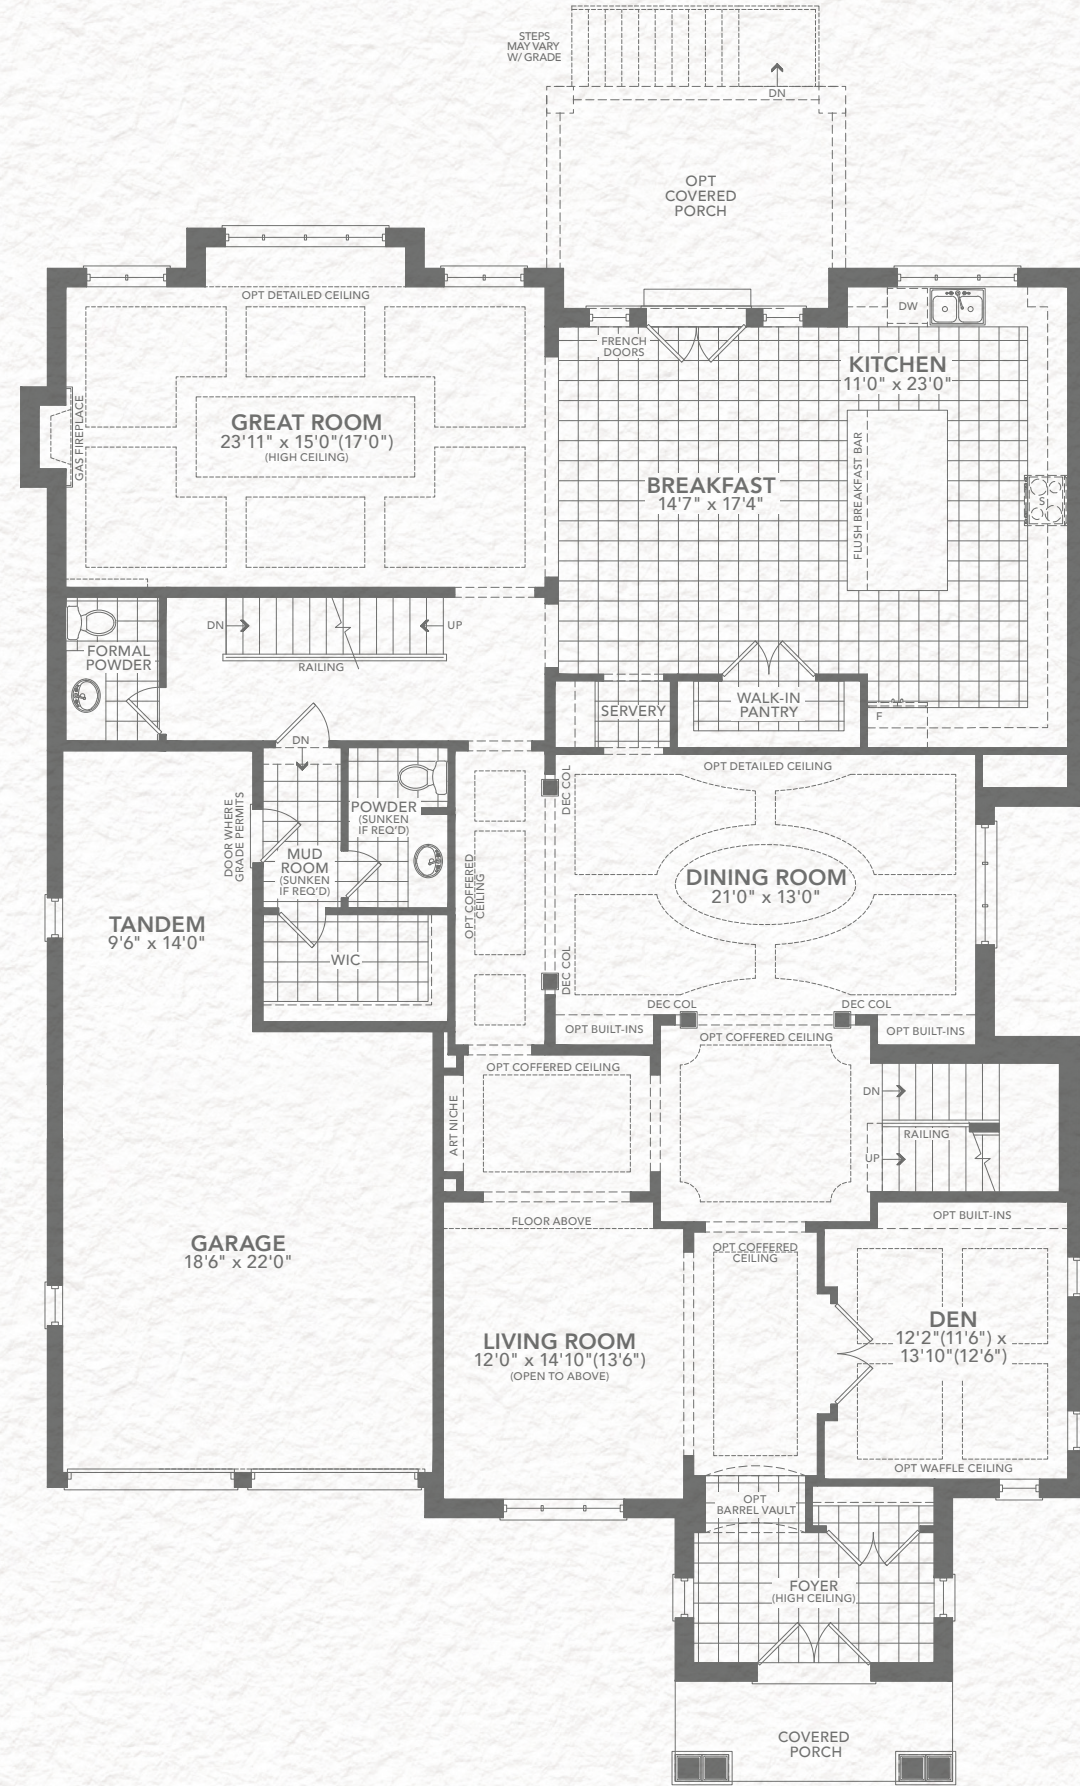 STEPS
MAY VARY
W/ GRADE
DN
OPT
COVERED
PORCH
OPT DETAILED CEILING
GREAT ROOM
23'11" x 15'0"(17'0")
(HIGH CEILING)
GAS FIREPLACE
FRENCH
DOORS
DW
KITCHEN
11'0" x 23'0"
BREAKFAST
14'7" x 17'4"
FLUSH BREAKFAST BAR
S
DN
UP
RAILING
FORMAL
POWDER
SERVERY
WALK-IN
PANTRY
F
DN
DOOR WHERE
GRADE PERMITS
MUD
ROOM
(SUNKEN
IF REQ'D)
POWDER
(SUNKEN
IF REQ'D)
WIC
OPT COFFERED
CEILING
DEC COL
DEC COL
OPT DETAILED CEILING
DINING ROOM
21'0" x 13'0"
DEC COL
DEC COL
OPT BUILT-INS
OPT BUILT-INS
TANDEM
9'6" x 14'0"
OPT COFFERED CEILING
OPT COFFERED CEILING
ART NICHE
DN
RAILING
UP
GARAGE
18'6" x 22'0"
FLOOR ABOVE
LIVING ROOM
12'0" x 14'10"(13'6")
(OPEN TO ABOVE)
OPT COFFERED
CEILING
OPT BUILT-INS
DEN
12'2"(11'6") x
13'10"(12'6")
OPT WAFFLE CEILING
OPT
BARREL VAULT
FOYER
(HIGH CEILING)
COVERED
PORCH